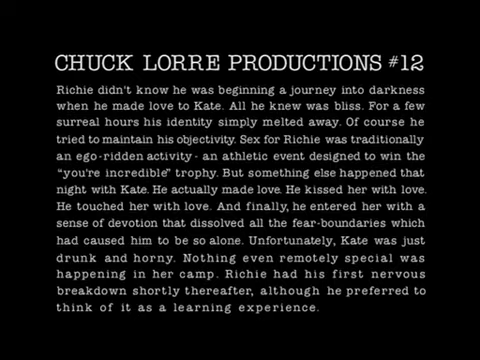 CHUCK LORRE PRODUCTIONS #12
Richie didn't know he was beginning a journey into darkness
when he made love to Kate. All he knew was bliss. For a few
surreal hours his identity simply melted away. Of course he
tried to maintain his objectivity. Sex for Richie was traditionally
an ego-ridden activity - an athletic event designed to win the
"you're incredible" trophy. But something else happened that
night with Kate. He actually made love. He kissed her with love.
He touched her with love. And finally, he entered her with a
sense of devotion that dissolved all the fear-boundaries which
had caused him to be so alone. Unfortunately, Kate was just
drunk and horny. Nothing even remotely special was
happening in her camp. Richie had his first nervous
breakdown shortly thereafter, although he preferred to
think of it as a learning experience.